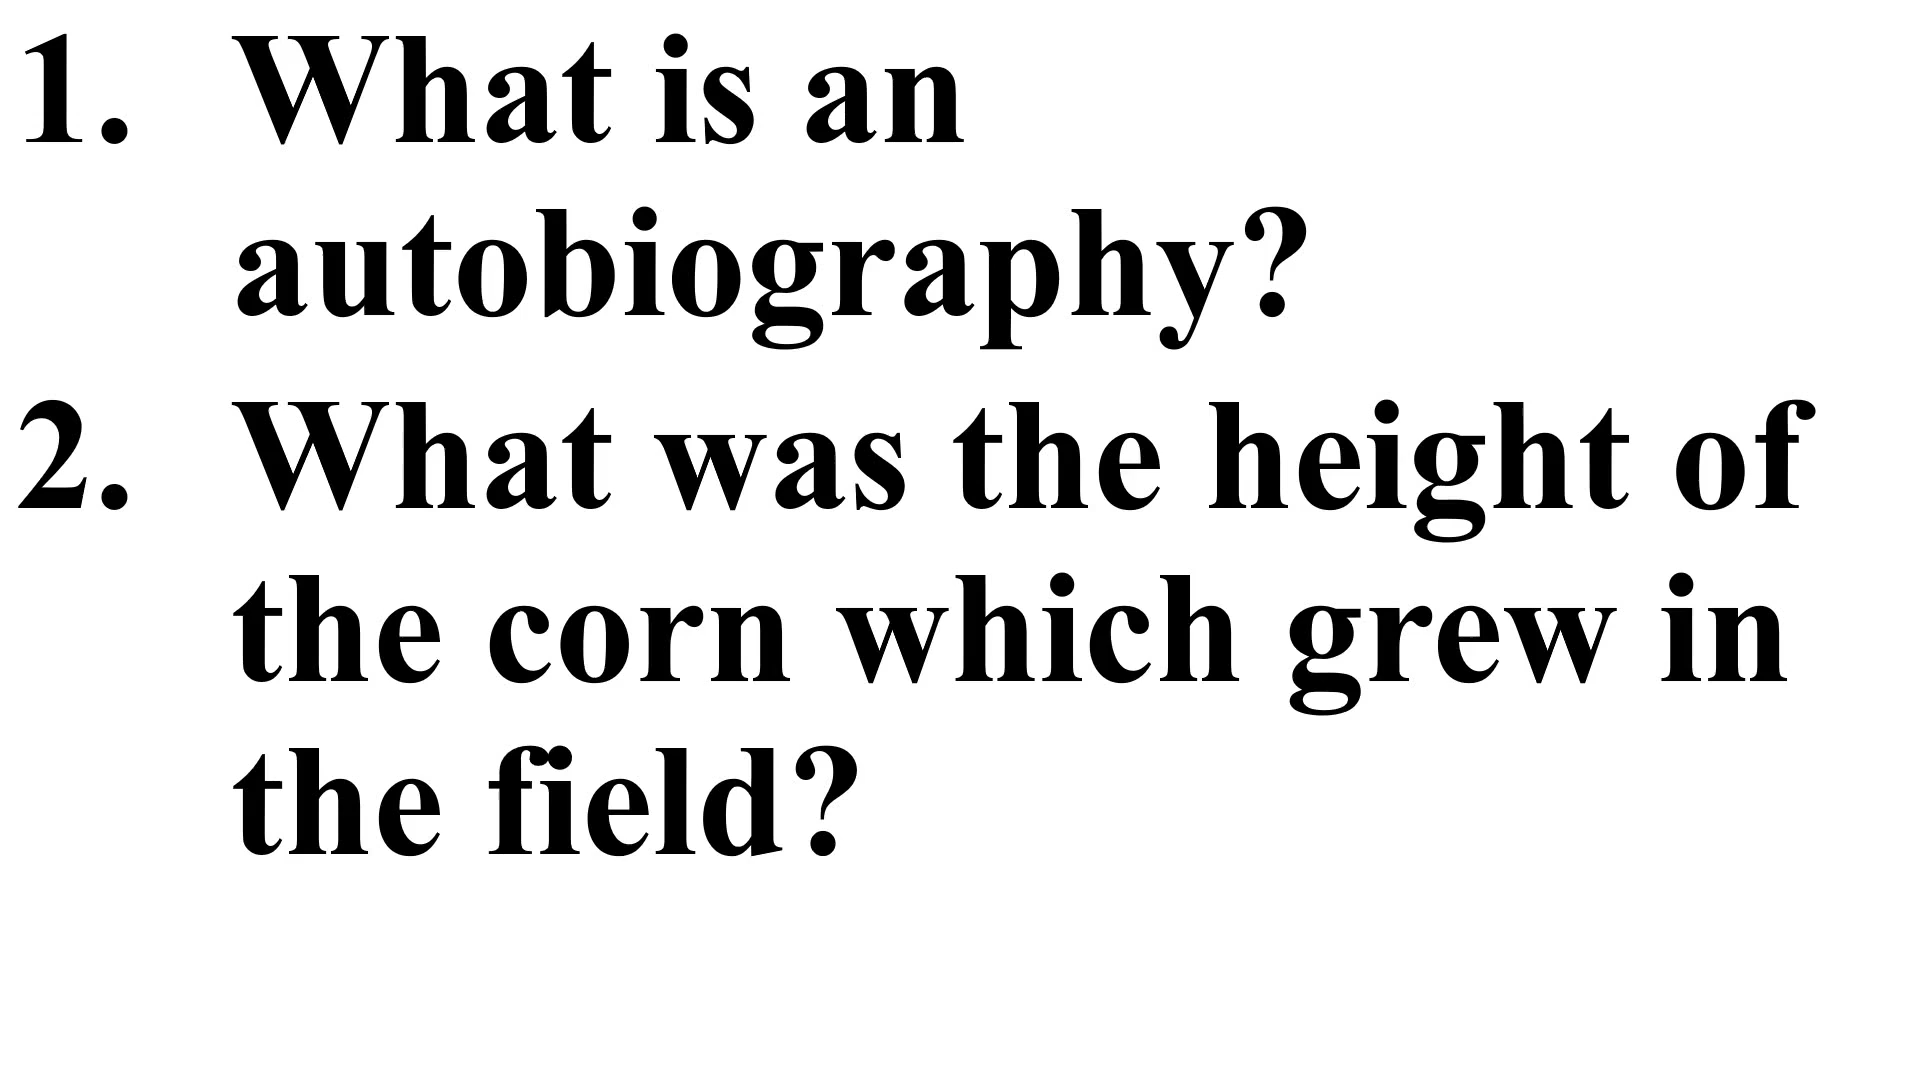 1. What is an
autobiography?
2. What was the height of
the corn which grew in
the field?